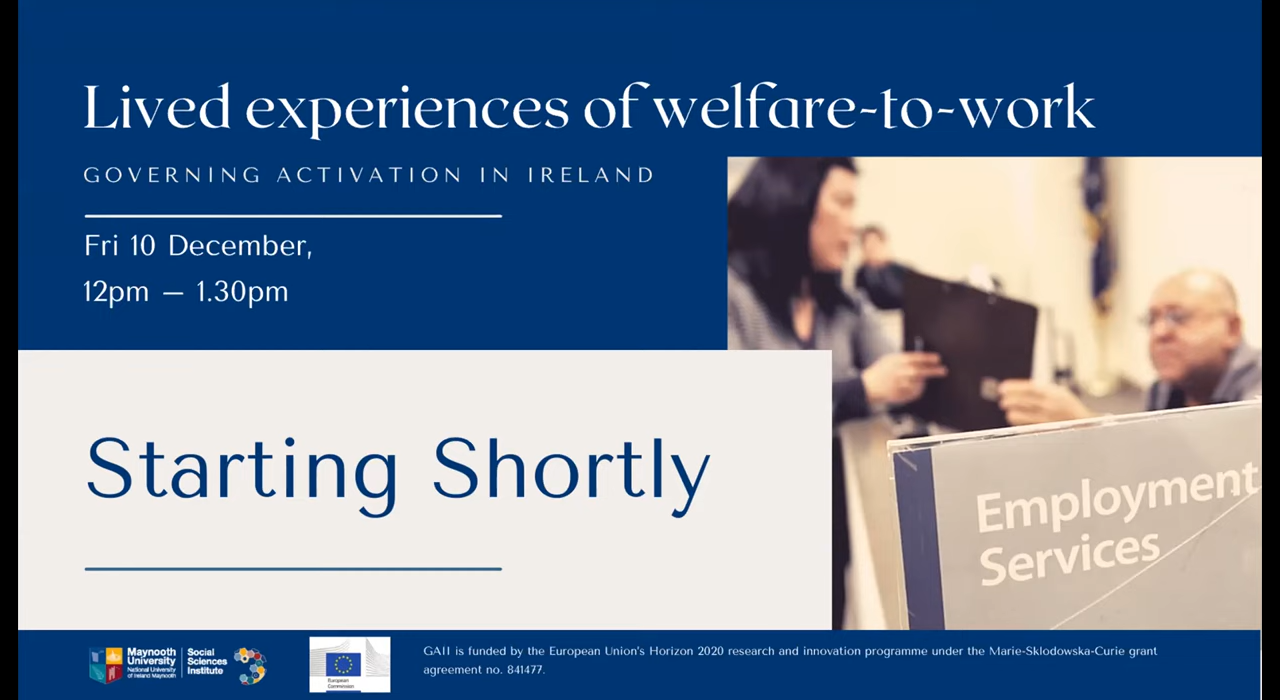 Lived experiences of welfare-to-work
GOVERNING ACTIVATION IN IRELAND
Fri 10 December,
12pm – 1.30pm
Starting Shortly
Employment
Services
Maynooth
University
National University
of Ireland Maynooth
Social
Sciences
Institute
European
Commission
GAII is funded by the European Union's Horizon 2020 research and innovation programme under the Marie-Sklodowska-Curie grant
agreement no. 841477.